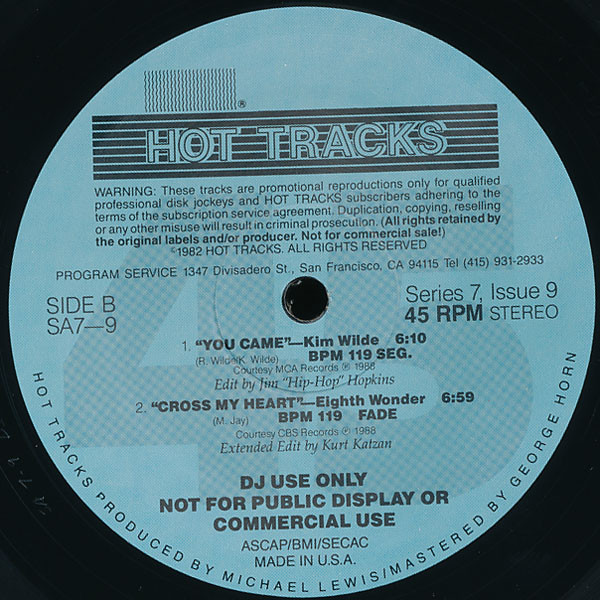 ®
HOT TRACKS
WARNING: These tracks are promotional reproductions only for qualified
professional disk jockeys and HOT TRACKS subscribers adhering to the
terms of the subscription service agreement. Duplication, copying, reselling
or any other misuse will result in criminal prosecution. (All rights retained by
the original labels and/or producer. Not for commercial sale!)
©1982 HOT TRACKS. ALL RIGHTS RESERVED
PROGRAM SERVICE 1347 Divisadero St., San Francisco, CA 94115 Tel (415) 931-2933
SIDE B
SA7—9
Series 7, Issue 9
45 RPM STEREO
1. "YOU CAME"—Kim Wilde 6:10
(R. Wilde/K. Wilde) BPM 119 SEG.
Courtesy MCA Records ℗ 1988
Edit by Jim "Hip-Hop" Hopkins
2. "CROSS MY HEART"—Eighth Wonder 6:59
(M. Jay) BPM 119 FADE
Courtesy CBS Records ℗ 1988
Extended Edit by Kurt Katzan
DJ USE ONLY
NOT FOR PUBLIC DISPLAY OR
COMMERCIAL USE
ASCAP/BMI/SECAC
MADE IN U.S.A.
HOT TRACKS PRODUCED BY MICHAEL LEWIS/MASTERED BY GEORGE HORN
45